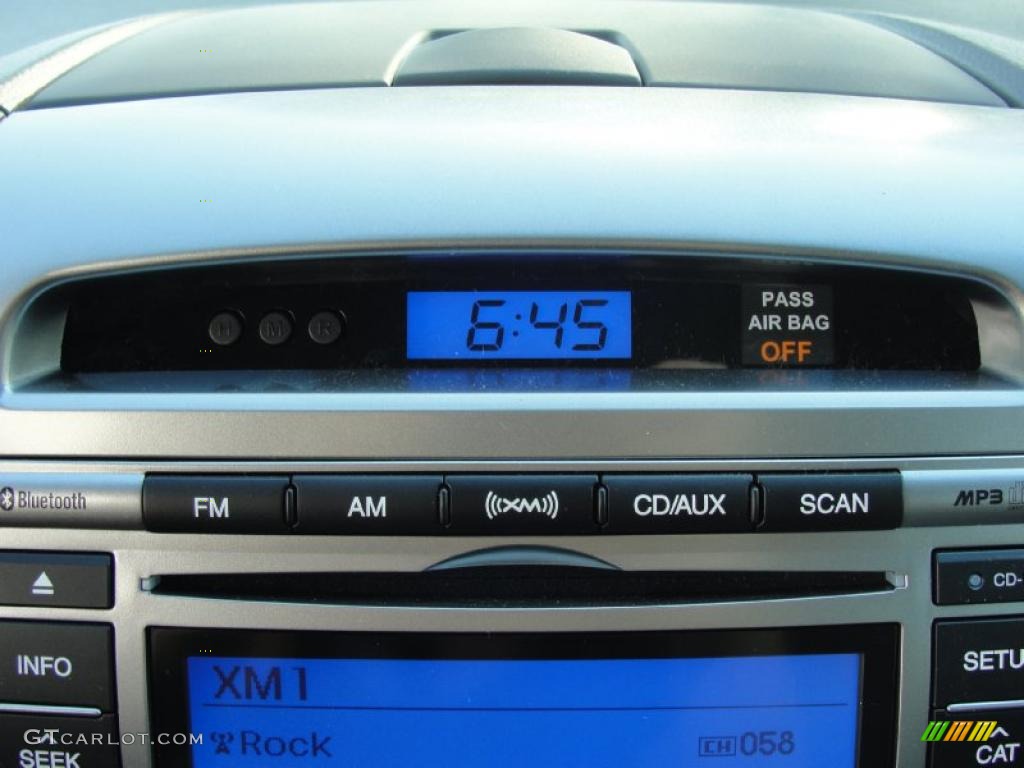 H M R
6:45
PASS
AIR BAG
OFF
Bluetooth
FM AM XM CD/AUX SCAN
MP3
CD-
INFO
SETU
XM1
Rock CH 058
SEEK
CAT
GTCARLOT.COM